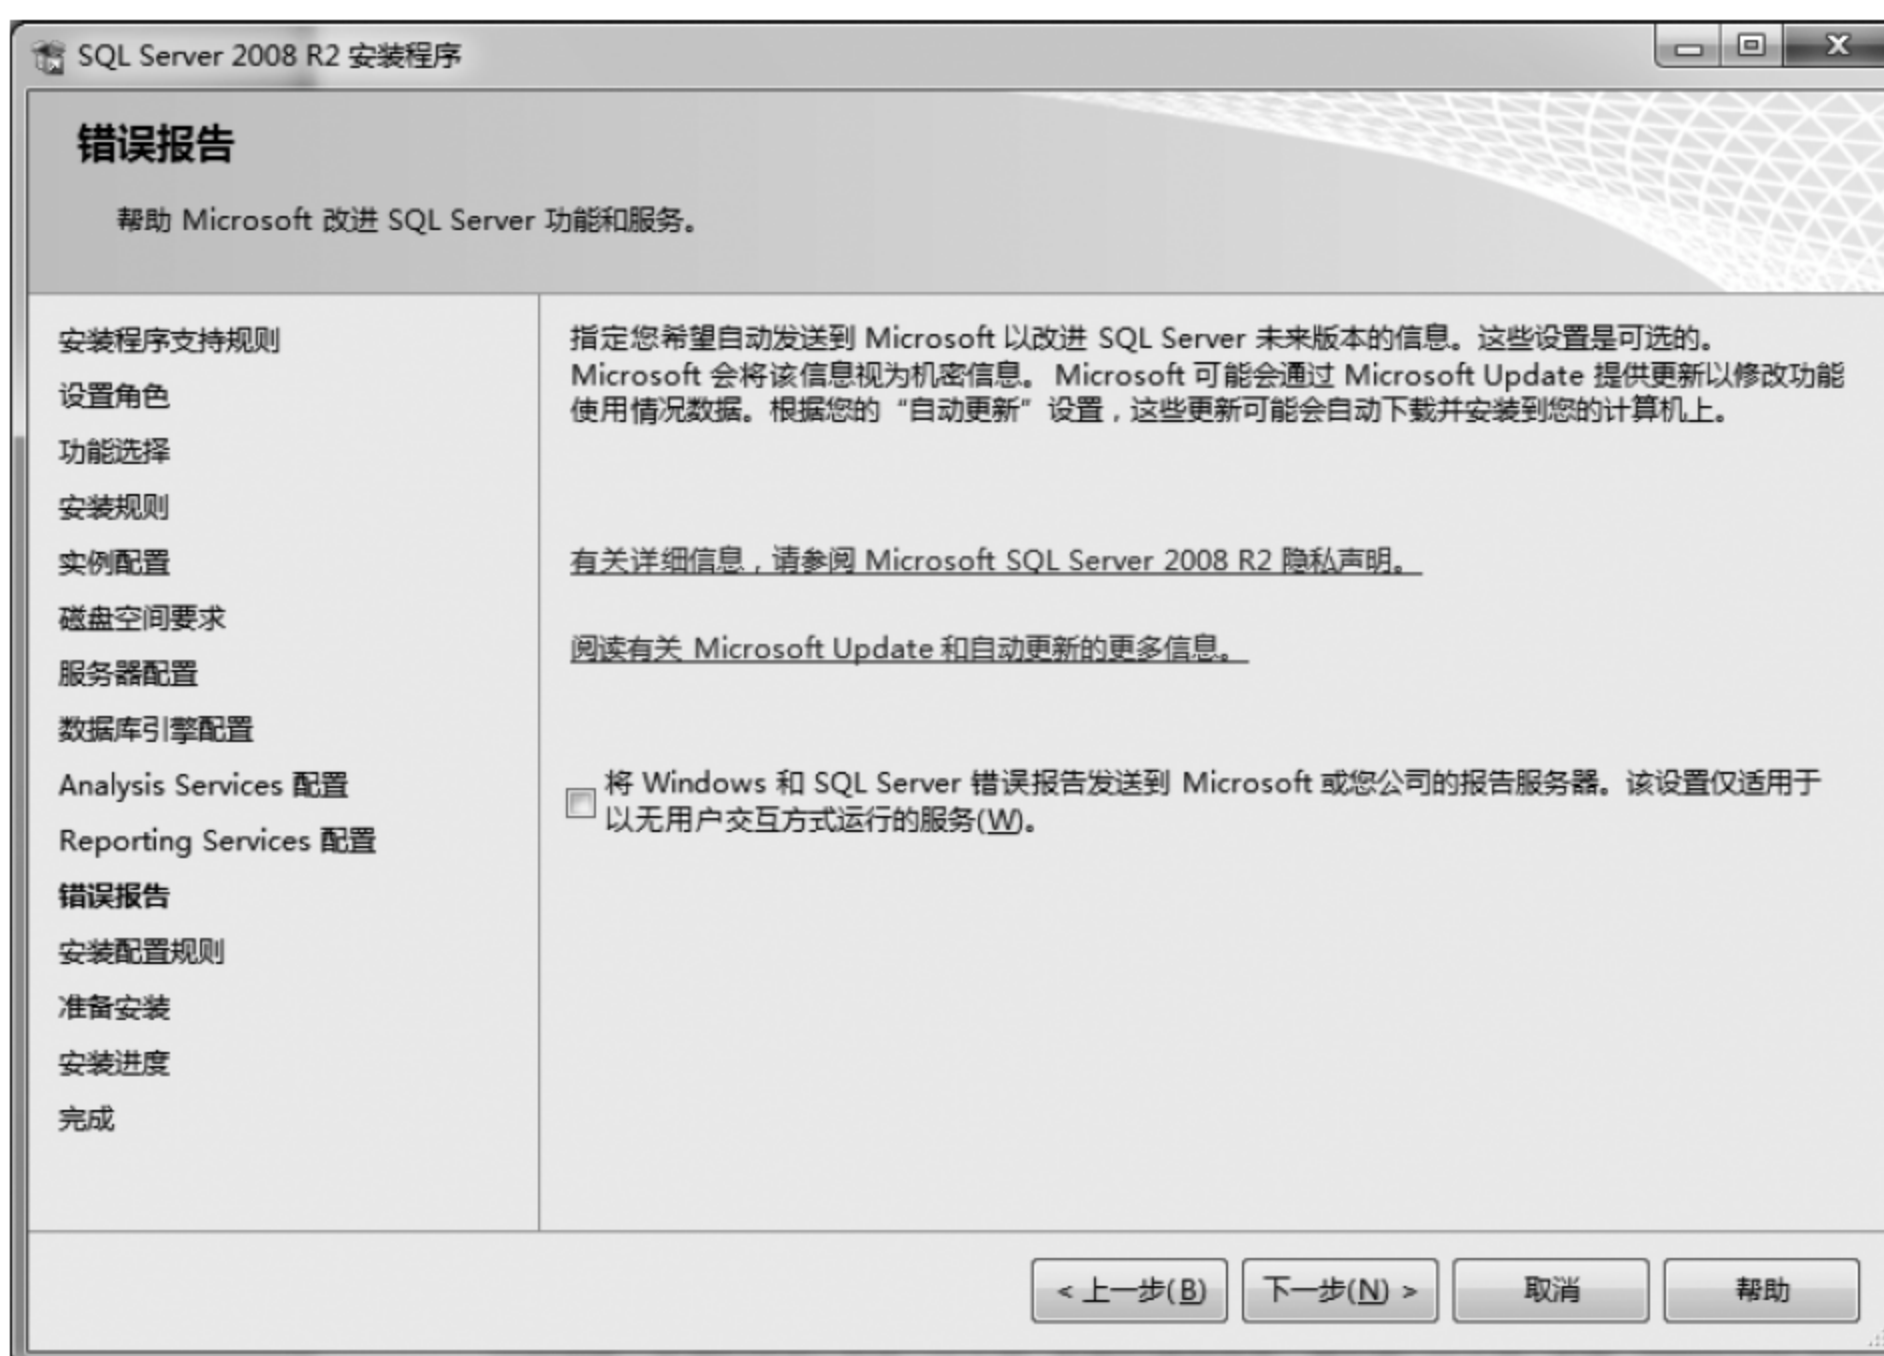 SQL Server 2008 R2 安装程序
错误报告
帮助 Microsoft 改进 SQL Server 功能和服务。
安装程序支持规则
设置角色
功能选择
安装规则
实例配置
磁盘空间要求
服务器配置
数据库引擎配置
Analysis Services 配置
Reporting Services 配置
错误报告
安装配置规则
准备安装
安装进度
完成
指定您希望自动发送到 Microsoft 以改进 SQL Server 未来版本的信息。这些设置是可选的。
Microsoft 会将该信息视为机密信息。 Microsoft 可能会通过 Microsoft Update 提供更新以修改功能
使用情况数据。根据您的“自动更新”设置，这些更新可能会自动下载并安装到您的计算机上。
有关详细信息，请参阅 Microsoft SQL Server 2008 R2 隐私声明。
阅读有关 Microsoft Update 和自动更新的更多信息。
将 Windows 和 SQL Server 错误报告发送到 Microsoft 或您公司的报告服务器。该设置仅适用于
以无用户交互方式运行的服务(W)。
< 上一步(B)
下一步(N) >
取消
帮助